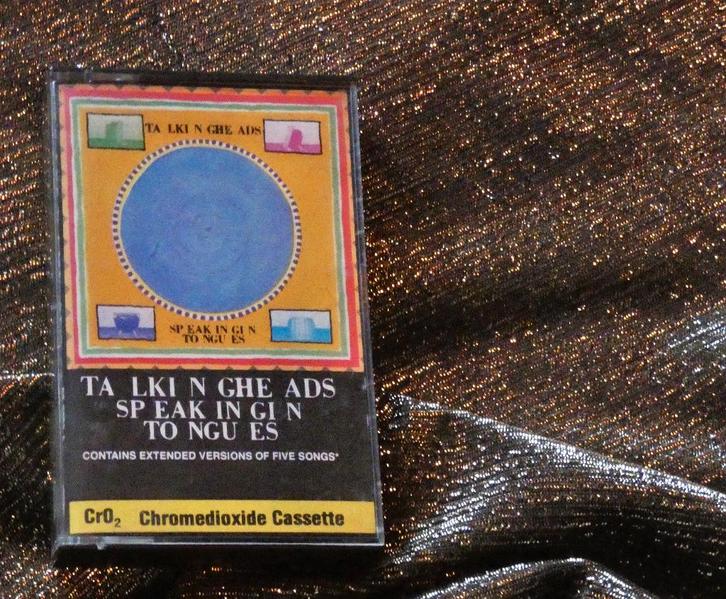 TA LKI N GHE ADS
SP EAK IN GI N
TO NGU ES
TA LKI N GHE ADS
SP EAK IN GI N
TO NGU ES
CONTAINS EXTENDED VERSIONS OF FIVE SONGS*
CrO₂ Chromedioxide Cassette